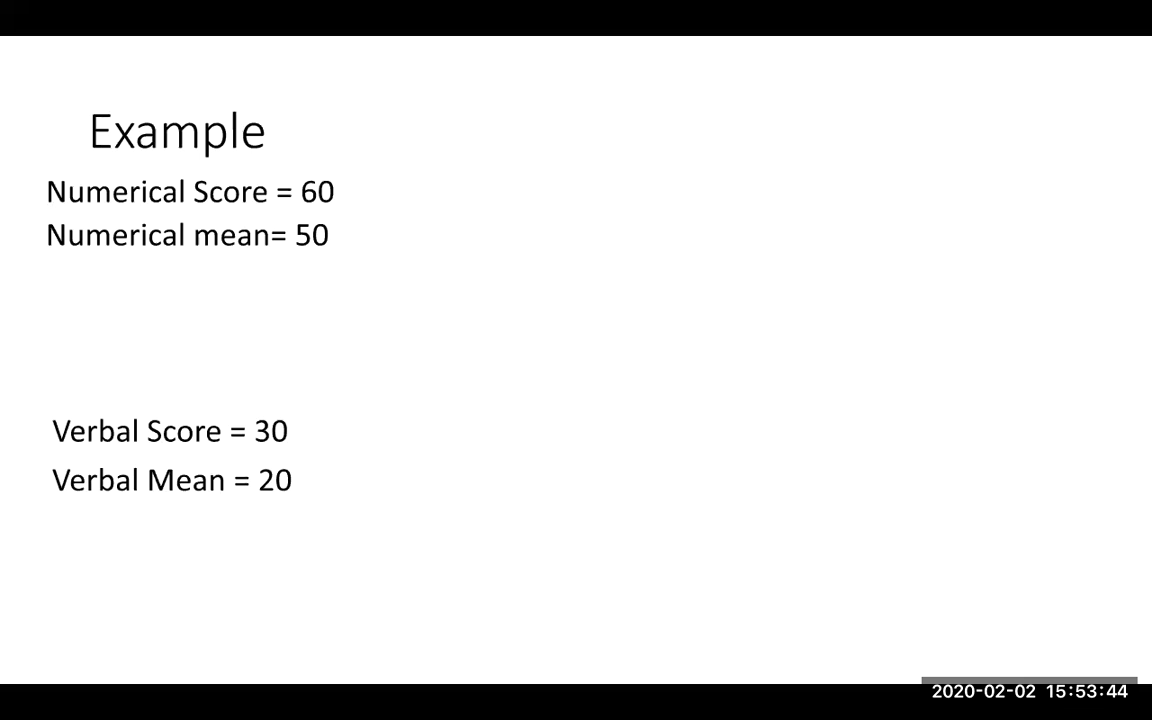 Example
Numerical Score = 60
Numerical mean= 50
Verbal Score = 30
Verbal Mean = 20
2020-02-02 15:53:44